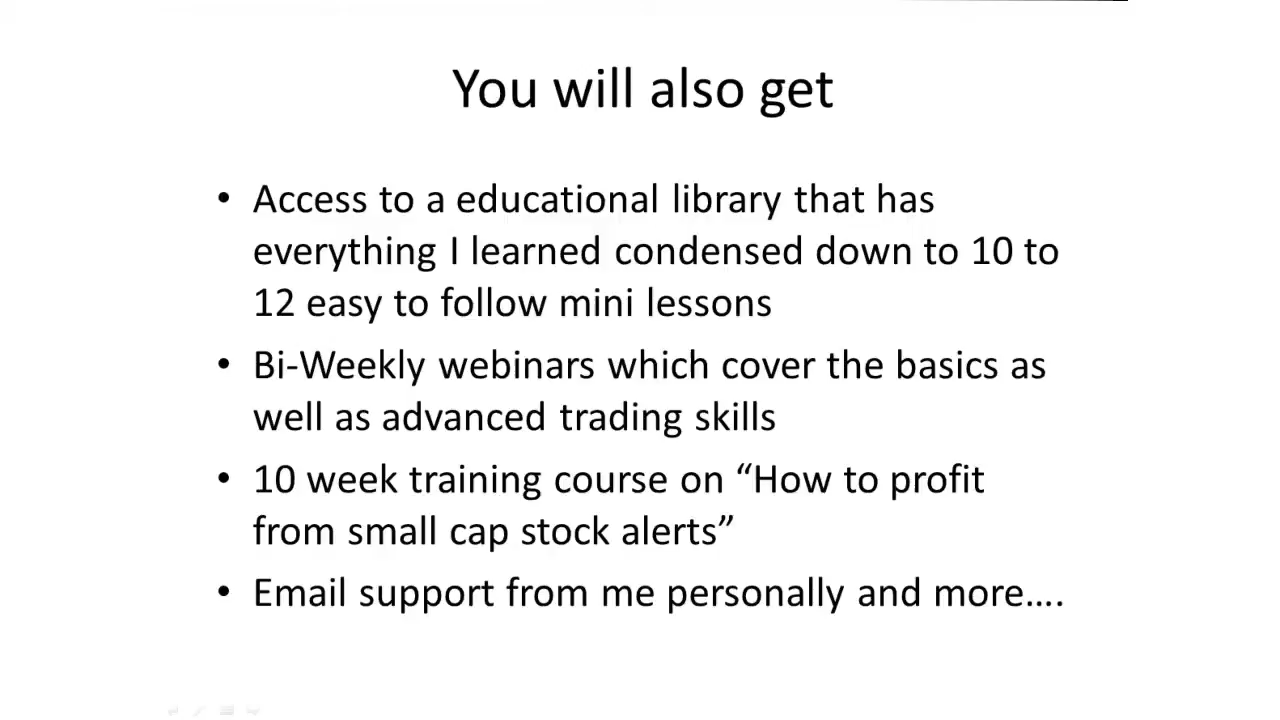 You will also get
• Access to a educational library that has
everything I learned condensed down to 10 to
12 easy to follow mini lessons
• Bi-Weekly webinars which cover the basics as
well as advanced trading skills
• 10 week training course on “How to profit
from small cap stock alerts”
• Email support from me personally and more....